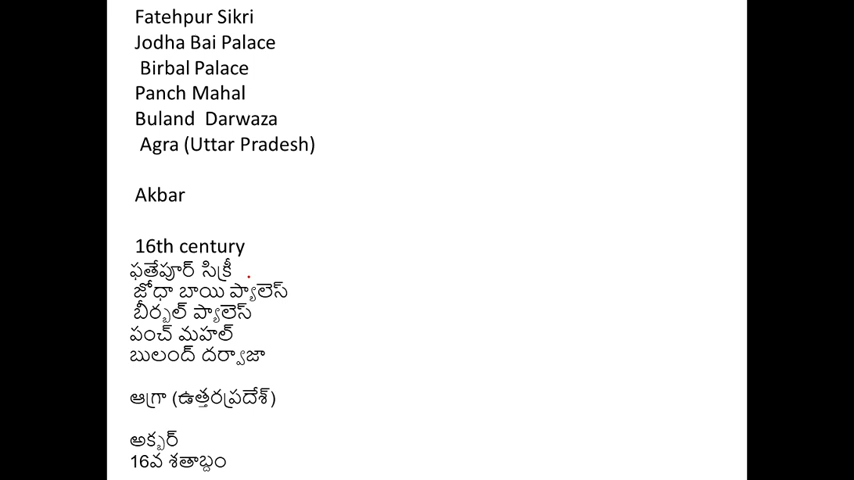 Fatehpur Sikri
Jodha Bai Palace
Birbal Palace
Panch Mahal
Buland Darwaza
Agra (Uttar Pradesh)
Akbar
16th century
ఫతేపూర్ సిక్రీ
జోధా బాయి ప్యాలెస్
బీర్బల్ ప్యాలెస్
పంచ్ మహల్
బులంద్ దర్వాజా
ఆగ్రా (ఉత్తరప్రదేశ్)
అక్బర్
16వ శతాబ్దం